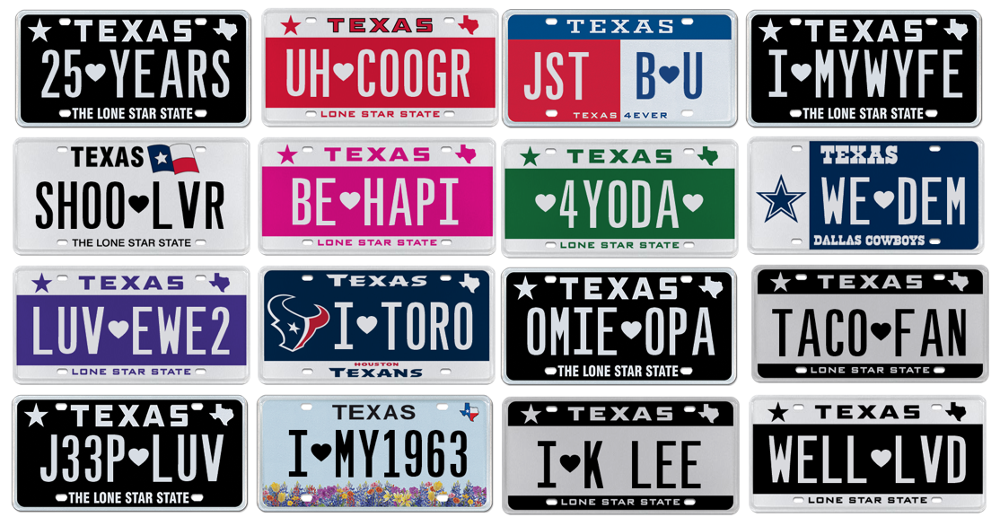 TEXAS
25♥YEARS
THE LONE STAR STATE
TEXAS
UH♥COOGR
LONE STAR STATE
TEXAS
JST B♥U
TEXAS 4EVER
TEXAS
I♥MYWYFE
THE LONE STAR STATE
TEXAS
SHOO♥LVR
THE LONE STAR STATE
TEXAS
BE♥HAPI
LONE STAR STATE
TEXAS
♥4YODA♥
LONE STAR STATE
TEXAS
WE♥DEM
DALLAS COWBOYS
TEXAS
LUV♥EWE2
LONE STAR STATE
TEXAS
I♥TORO
HOUSTON
TEXANS
TEXAS
OMIE♥OPA
THE LONE STAR STATE
TEXAS
TACO♥FAN
LONE STAR STATE
TEXAS
J33P♥LUV
THE LONE STAR STATE
TEXAS
I♥MY1963
TEXAS
I♥K LEE
LONE STAR STATE
TEXAS
WELL♥LVD
LONE STAR STATE